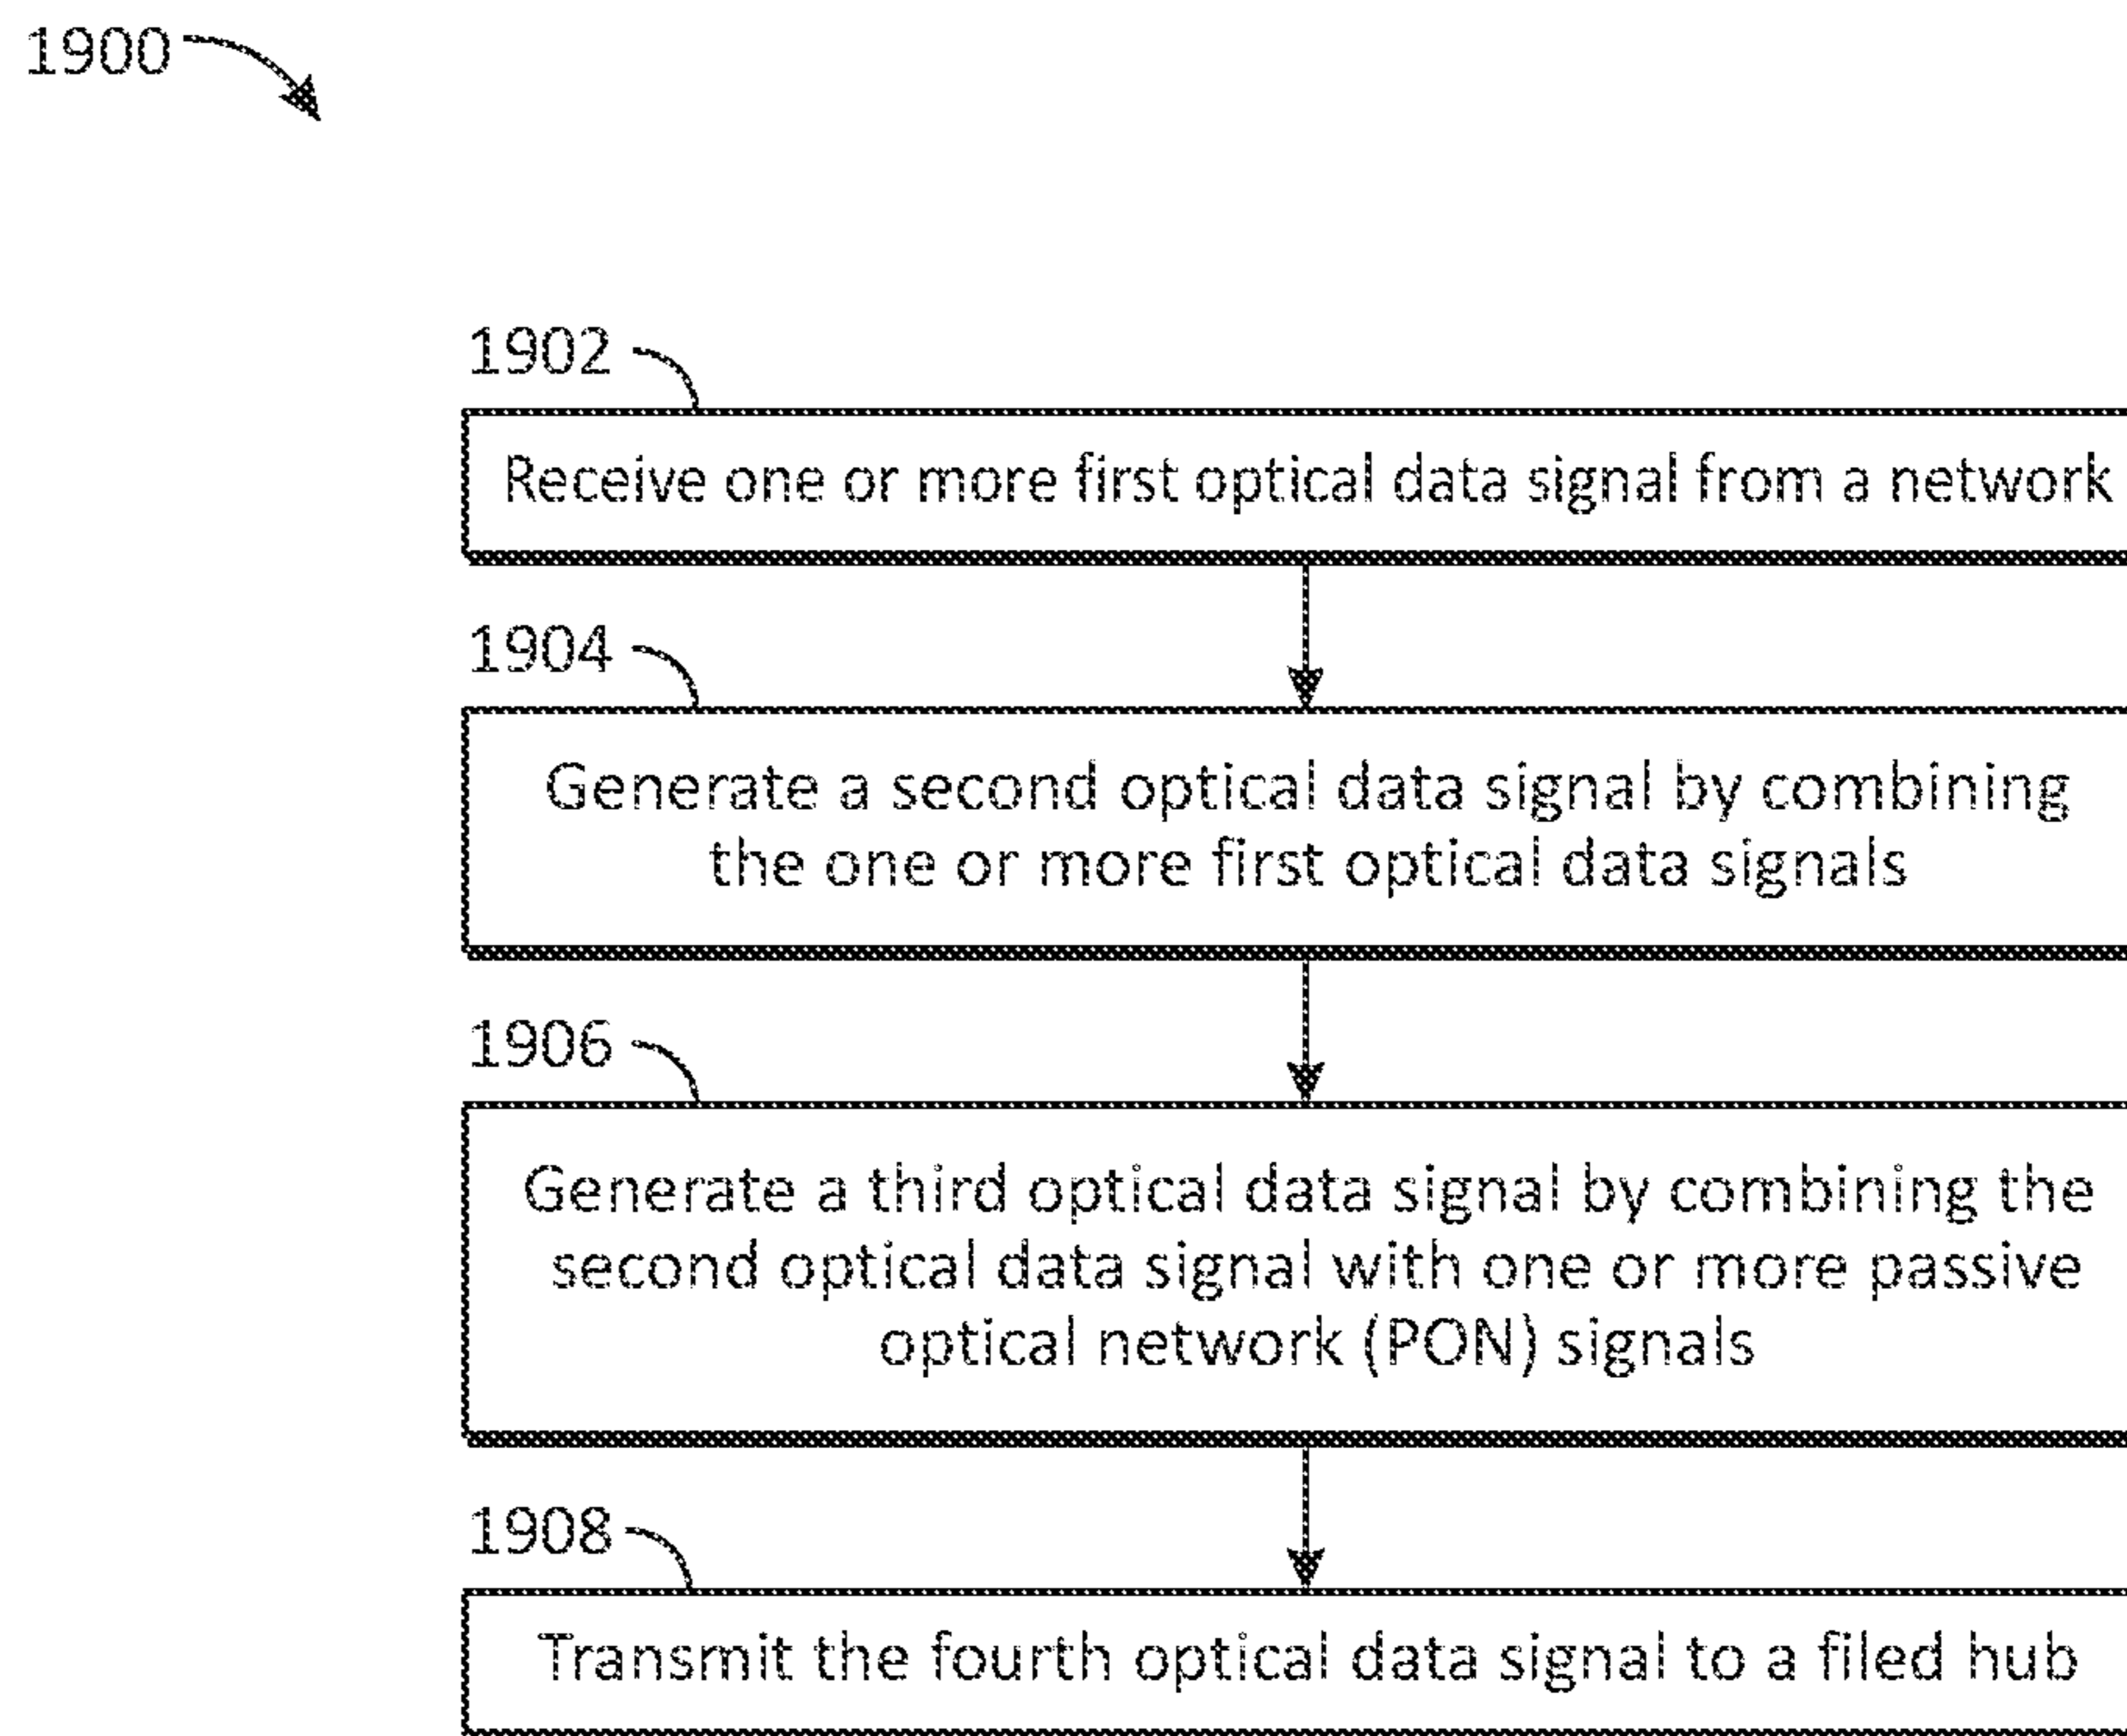 1900
1902
Receive one or more first optical data signal from a network
1904
Generate a second optical data signal by combining
the one or more first optical data signals
1906
Generate a third optical data signal by combining the
second optical data signal with one or more passive
optical network (PON) signals
1908
Transmit the fourth optical data signal to a filed hub